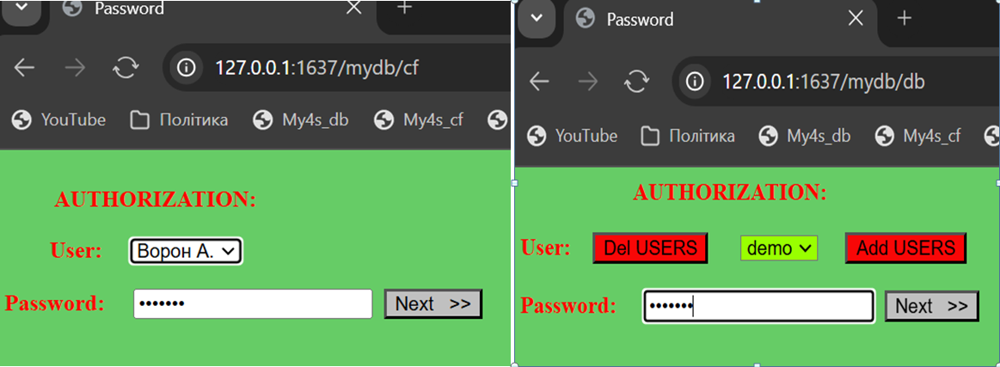 Password
127.0.0.1:1637/mydb/cf
YouTube Політика My4s_db My4s_cf
AUTHORIZATION:
User: Ворон А.
Password: ••••••• Next >>
Password
127.0.0.1:1637/mydb/db
YouTube Політика My4s_db My4s_cf
AUTHORIZATION:
User: Del USERS demo Add USERS
Password: ••••••• Next >>